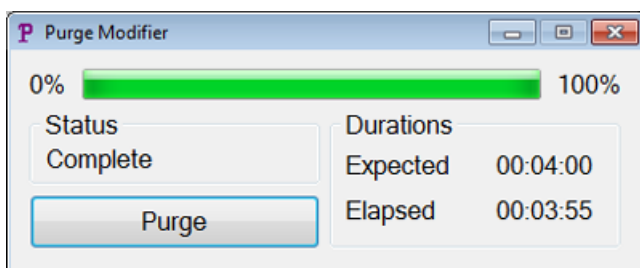 Purge Modifier
0% 100%
Status
Complete
Purge
Durations
Expected 00:04:00
Elapsed 00:03:55